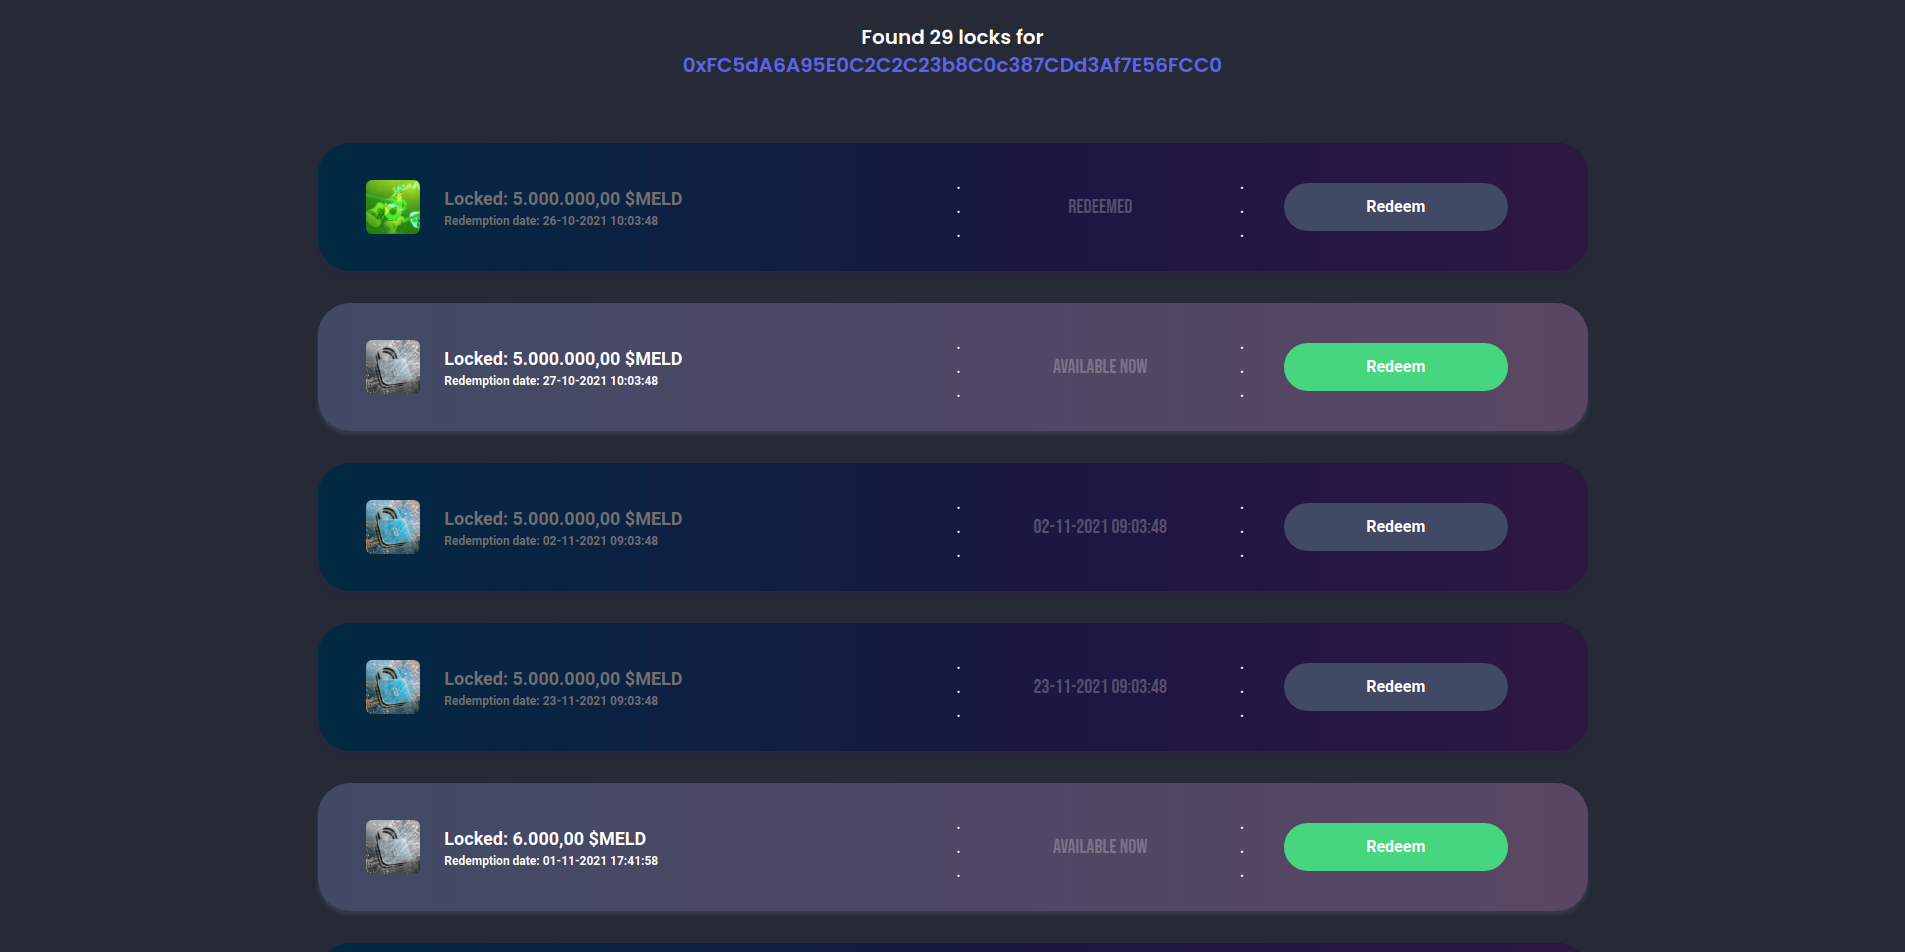 Found 29 locks for
0xFC5dA6A95E0C2C2C23b8C0c387CDd3Af7E56FCC0
Locked: 5.000.000,00 $MELD
Redemption date: 26-10-2021 10:03:48
REDEEMED
Redeem
Locked: 5.000.000,00 $MELD
Redemption date: 27-10-2021 10:03:48
AVAILABLE NOW
Redeem
Locked: 5.000.000,00 $MELD
Redemption date: 02-11-2021 09:03:48
02-11-2021 09:03:48
Redeem
Locked: 5.000.000,00 $MELD
Redemption date: 23-11-2021 09:03:48
23-11-2021 09:03:48
Redeem
Locked: 6.000,00 $MELD
Redemption date: 01-11-2021 17:41:58
AVAILABLE NOW
Redeem